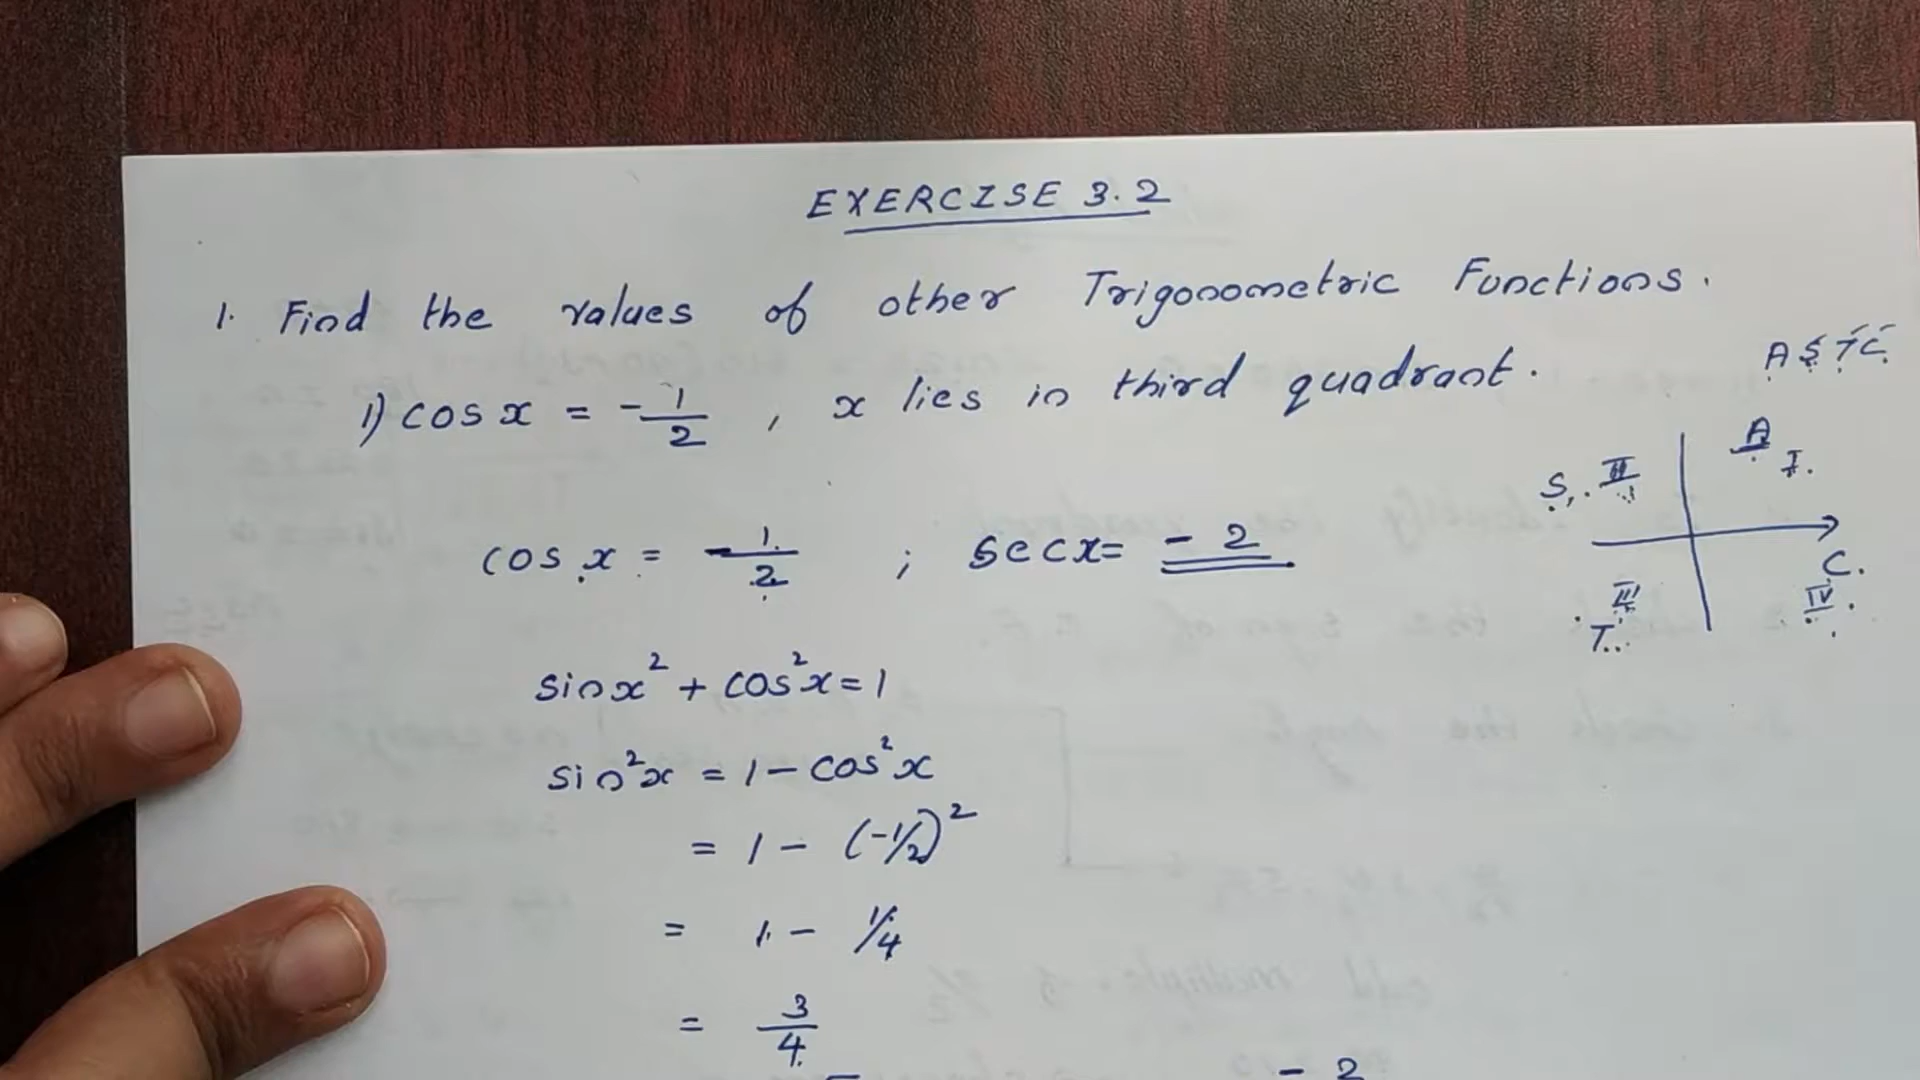 EXERCISE 3.2
1. Find the values of other Trigonometric Functions.
1) cos x = -1/2 , x lies in third quadrant.
A S T C
A
I.
S, II
C.
III
IV.
T..
cos x = -1/2 ; sec x = - 2
sin x² + cos²x = 1
sin²x = 1 - cos²x
= 1 - (-1/2)²
= 1 - 1/4
= 3/4
- 2